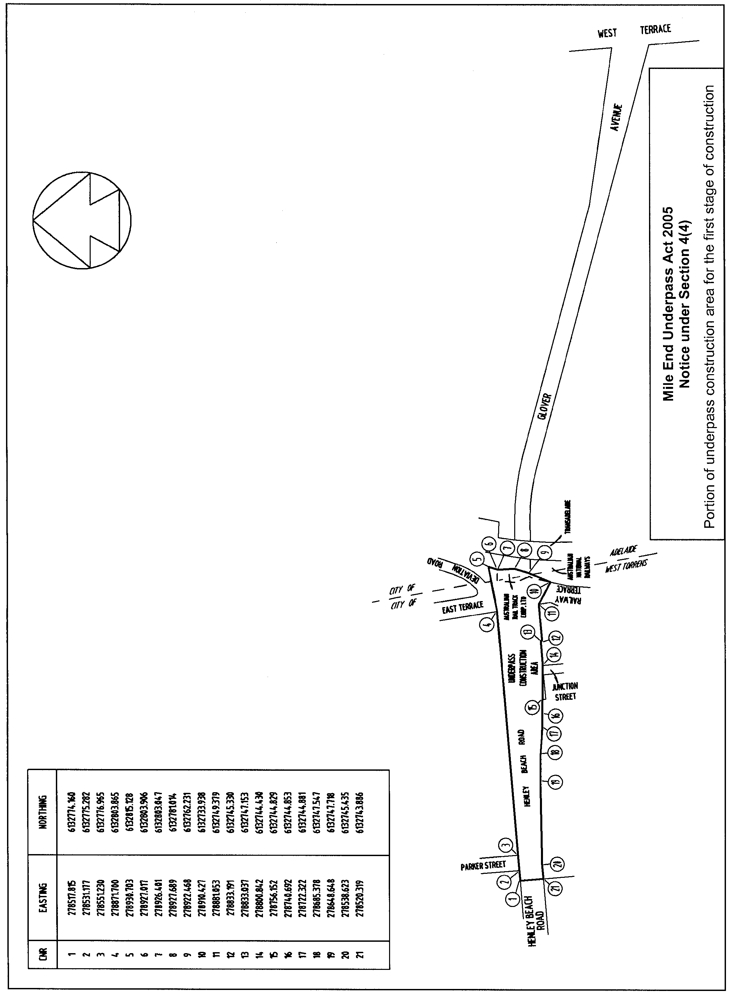 CNR EASTING NORTHING
1 278517.815 6132774.160
2 278531.177 6132775.282
3 278551.230 6132776.965
4 278871.700 6132803.865
5 278930.703 6132815.128
6 278927.017 6132803.906
7 278926.401 6132803.047
8 278927.689 6132781.014
9 278922.468 6132762.231
10 278910.427 6132733.938
11 278881.053 6132749.379
12 278833.191 6132745.330
13 278833.037 6132747.153
14 278800.842 6132744.430
15 278756.152 6132744.829
16 278740.692 6132744.853
17 278722.322 6132744.881
18 278685.378 6132747.547
19 278648.648 6132747.718
20 278538.623 6132745.435
21 278520.319 6132743.886
CITY OF
CITY OF
DEVIATION ROAD
EAST TERRACE
PARKER STREET
1
2
3
4
5
6
7
8
9
10
11
12
13
14
15
16
17
18
19
20
21
HENLEY BEACH
ROAD
HENLEY BEACH ROAD
UNDERPASS
CONSTRUCTION
AREA
AUSTRALIAN
RAIL TRACK
CORP. LTD
JUNCTION
STREET
RAILWAY
TERRACE
AUSTRALIAN
NATIONAL
RAILWAYS
TRANSADELAIDE
ADELAIDE
WEST TORRENS
GLOVER AVENUE
WEST TERRACE
Mile End Underpass Act 2005
Notice under Section 4(4)
Portion of underpass construction area for the first stage of construction